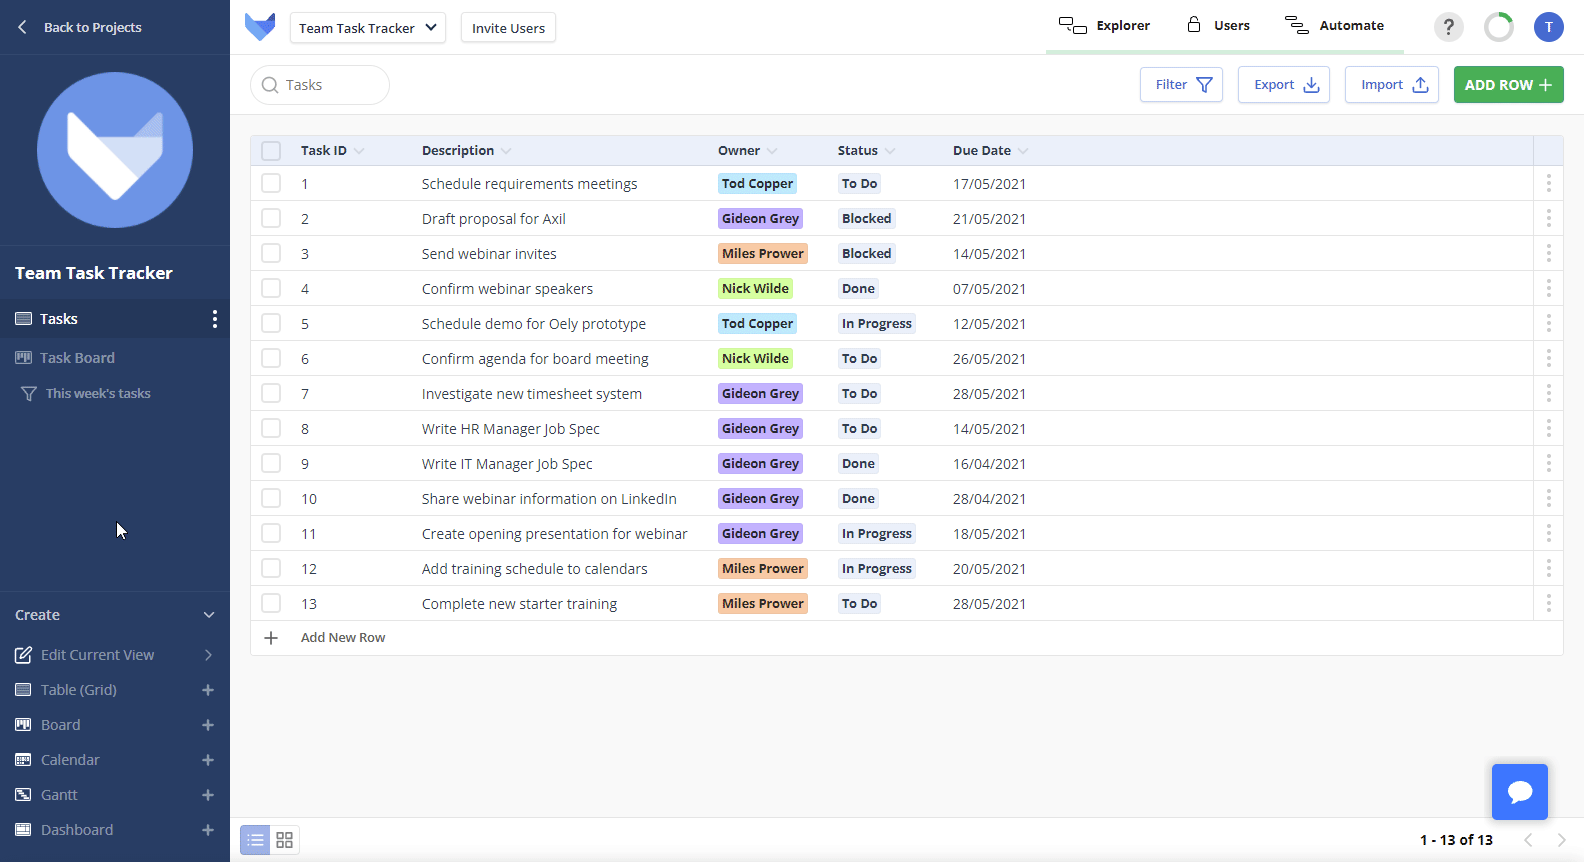 Back to Projects
Team Task Tracker
Invite Users
Explorer
Users
Automate
?
T
Tasks
Filter
Export
Import
ADD ROW
Team Task Tracker
Tasks
Task Board
This week's tasks
Task ID Description Owner Status Due Date
1 Schedule requirements meetings Tod Copper To Do 17/05/2021
2 Draft proposal for Axil Gideon Grey Blocked 21/05/2021
3 Send webinar invites Miles Prower Blocked 14/05/2021
4 Confirm webinar speakers Nick Wilde Done 07/05/2021
5 Schedule demo for Oely prototype Tod Copper In Progress 12/05/2021
6 Confirm agenda for board meeting Nick Wilde To Do 26/05/2021
7 Investigate new timesheet system Gideon Grey To Do 28/05/2021
8 Write HR Manager Job Spec Gideon Grey To Do 14/05/2021
9 Write IT Manager Job Spec Gideon Grey Done 16/04/2021
10 Share webinar information on LinkedIn Gideon Grey Done 28/04/2021
11 Create opening presentation for webinar Gideon Grey In Progress 18/05/2021
12 Add training schedule to calendars Miles Prower In Progress 20/05/2021
13 Complete new starter training Miles Prower To Do 28/05/2021
Add New Row
Create
Edit Current View
Table (Grid)
Board
Calendar
Gantt
Dashboard
1 - 13 of 13